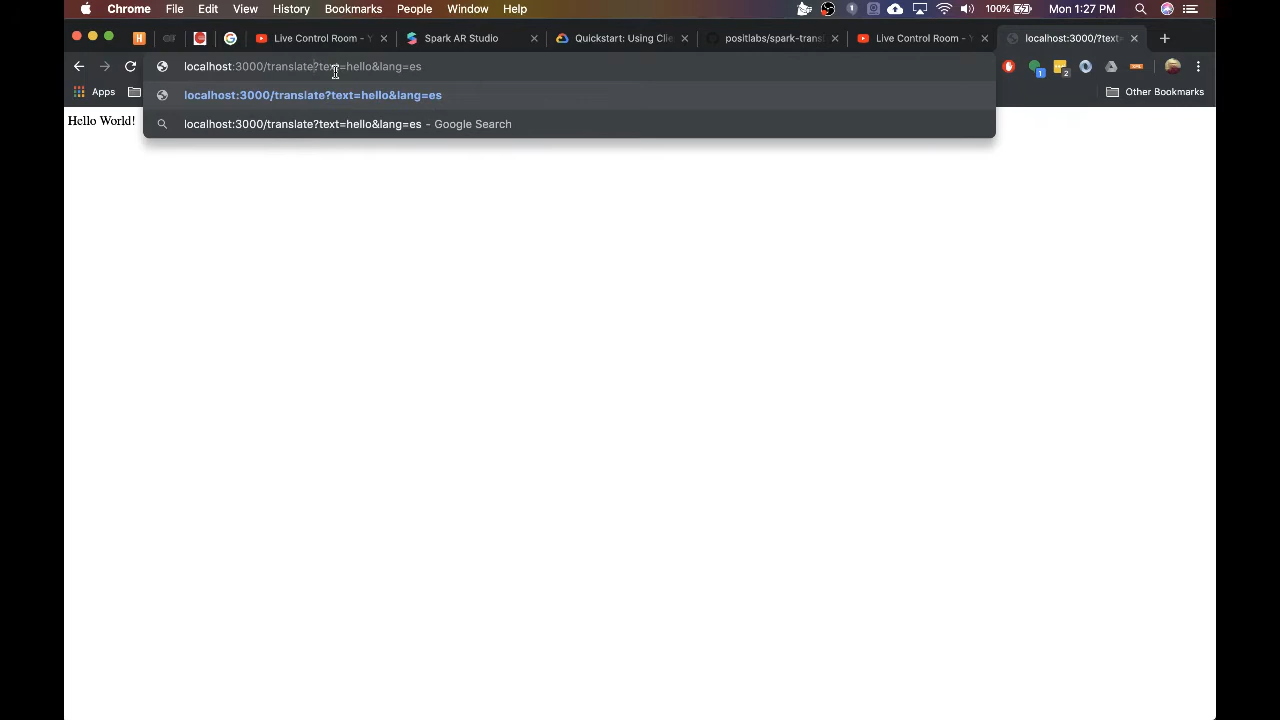 Chrome File Edit View History Bookmarks People Window Help 100% Mon 1:27 PM
Live Control Room - Y Spark AR Studio Quickstart: Using Clie positlabs/spark-trans Live Control Room - Y localhost:3000/?text
localhost:3000/translate?text=hello&lang=es
Apps Other Bookmarks
localhost:3000/translate?text=hello&lang=es
Hello World!
localhost:3000/translate?text=hello&lang=es - Google Search